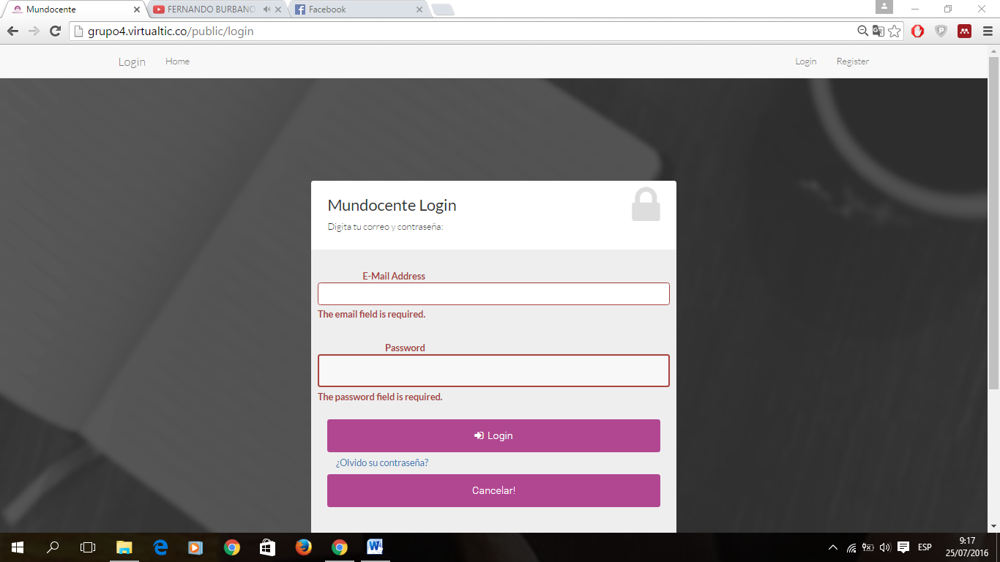 Mundocente
FERNANDO BURBANO
Facebook
grupo4.virtualtic.co/public/login
Login Home Login Register
Mundocente Login
Digita tu correo y contraseña:
E-Mail Address
The email field is required.
Password
The password field is required.
Login
¿Olvido su contraseña?
Cancelar!
ESP
9:17
25/07/2016